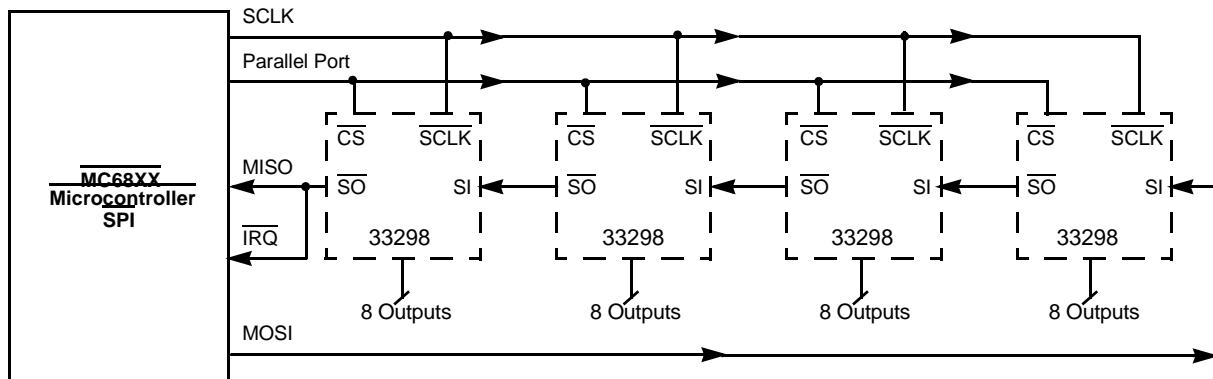 SCLK
Parallel Port
CS SCLK CS SCLK CS SCLK CS SCLK
MISO
SO SI SO SI SO SI SO SI
MC68XX
Microcontroller
SPI
IRQ
33298 33298 33298 33298
8 Outputs 8 Outputs 8 Outputs 8 Outputs
MOSI